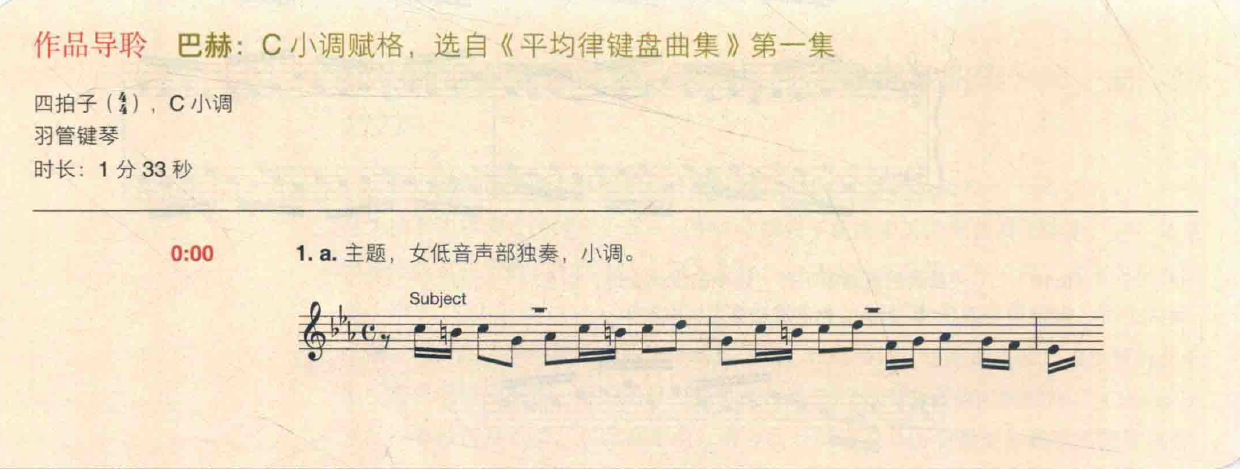 作品导聆 巴赫：C 小调赋格，选自《平均律键盘曲集》第一集
四拍子（4/4），C 小调
羽管键琴
时长：1 分 33 秒
0:00 1. a. 主题，女低音声部独奏，小调。
Subject